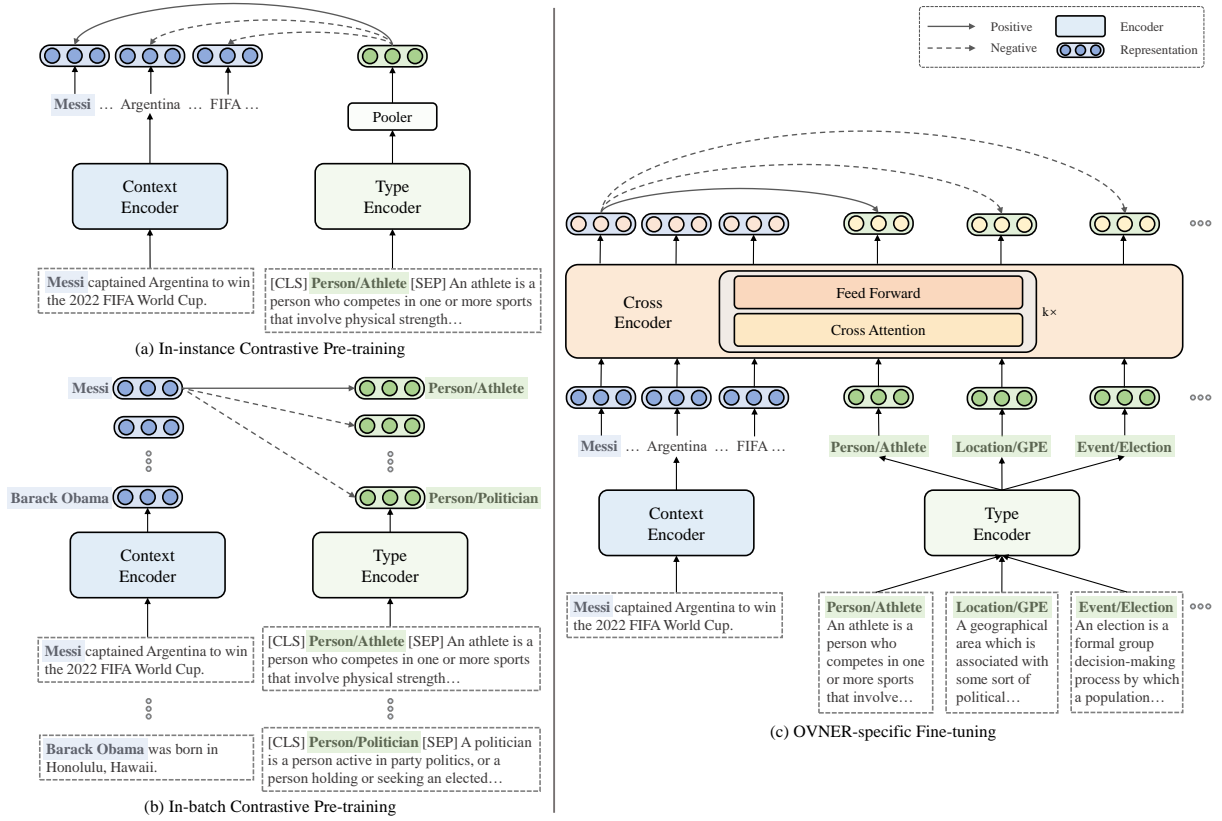 Messi … Argentina … FIFA …
Pooler
Context
Encoder
Type
Encoder
Messi captained Argentina to win
the 2022 FIFA World Cup.
[CLS] Person/Athlete [SEP] An athlete is a
person who competes in one or more sports
that involve physical strength…
(a) In-instance Contrastive Pre-training
Messi
Person/Athlete
Barack Obama
Person/Politician
Context
Encoder
Type
Encoder
Messi captained Argentina to win
the 2022 FIFA World Cup.
[CLS] Person/Athlete [SEP] An athlete is a
person who competes in one or more sports
that involve physical strength…
Barack Obama was born in
Honolulu, Hawaii.
[CLS] Person/Politician [SEP] A politician
is a person active in party politics, or a
person holding or seeking an elected…
(b) In-batch Contrastive Pre-training
Positive
Encoder
Negative
Representation
Cross
Encoder
Feed Forward
Cross Attention
k×
Messi … Argentina … FIFA …
Person/Athlete
Location/GPE
Event/Election
Context
Encoder
Type
Encoder
Messi captained Argentina to win
the 2022 FIFA World Cup.
Person/Athlete
An athlete is a
person who
competes in one
or more sports
that involve…
Location/GPE
A geographical
area which is
associated with
some sort of
political…
Event/Election
An election is a
formal group
decision-making
process by which
a population…
(c) OVNER-specific Fine-tuning